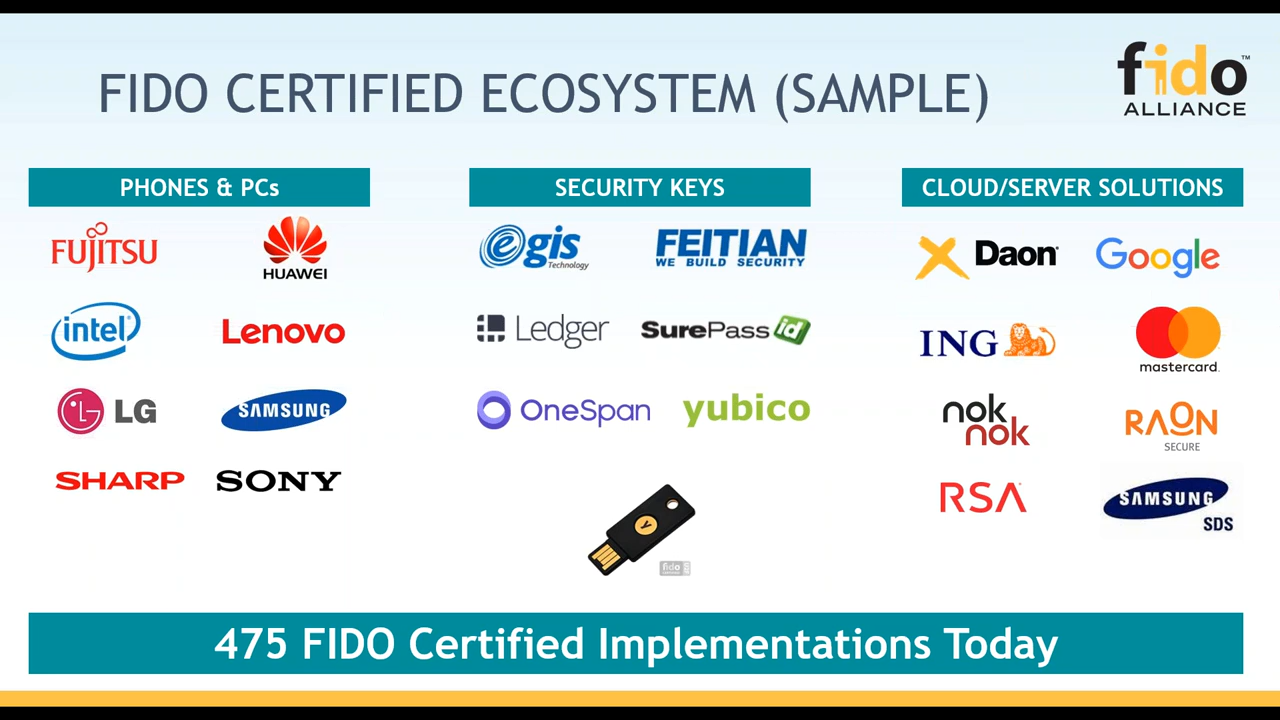 FIDO CERTIFIED ECOSYSTEM (SAMPLE)
fido™
ALLIANCE
PHONES & PCs
FUJITSU
HUAWEI
intel
Lenovo
LG
SAMSUNG
SHARP
SONY
SECURITY KEYS
egis
Technology
FEITIAN
WE BUILD SECURITY
Ledger
SurePassid
OneSpan
yubico
y
fido
CLOUD/SERVER SOLUTIONS
Daon
Google
ING
mastercard
nok
nok
RAON
SECURE
RSA
SAMSUNG
SDS
475 FIDO Certified Implementations Today